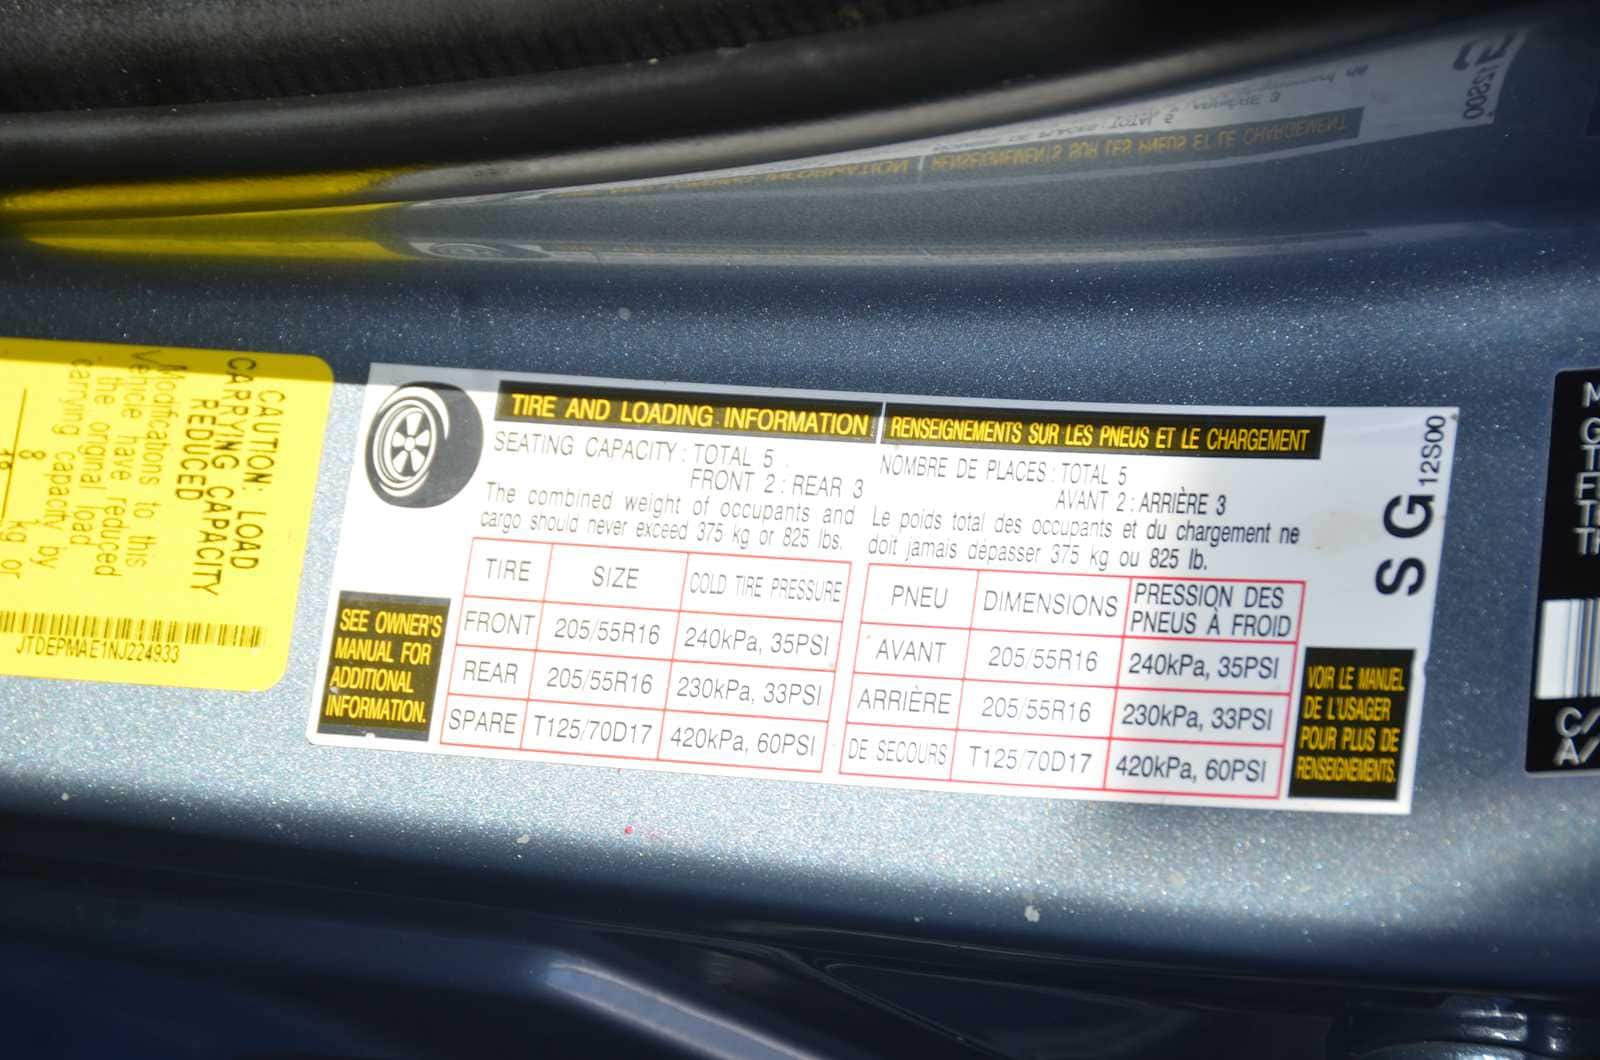 CAUTION: LOAD
CARRYING CAPACITY
REDUCED
Modifications to this
vehicle have reduced
the original load
carrying capacity by
8
kg or
JTDEPMAE1NJ224933
TIRE AND LOADING INFORMATION
SEATING CAPACITY : TOTAL 5
FRONT 2 : REAR 3
The combined weight of occupants and
cargo should never exceed 375 kg or 825 lbs.
TIRE SIZE COLD TIRE PRESSURE
FRONT 205/55R16 240kPa, 35PSI
REAR 205/55R16 230kPa, 33PSI
SPARE T125/70D17 420kPa, 60PSI
SEE OWNER'S
MANUAL FOR
ADDITIONAL
INFORMATION.
RENSEIGNEMENTS SUR LES PNEUS ET LE CHARGEMENT
NOMBRE DE PLACES : TOTAL 5
AVANT 2 : ARRIÈRE 3
Le poids total des occupants et du chargement ne
doit jamais dépasser 375 kg ou 825 lb.
PNEU DIMENSIONS PRESSION DES
PNEUS À FROID
AVANT 205/55R16 240kPa, 35PSI
ARRIÈRE 205/55R16 230kPa, 33PSI
DE SECOURS T125/70D17 420kPa, 60PSI
VOIR LE MANUEL
DE L'USAGER
POUR PLUS DE
RENSEIGNEMENTS.
SG 12S00
C/
A/